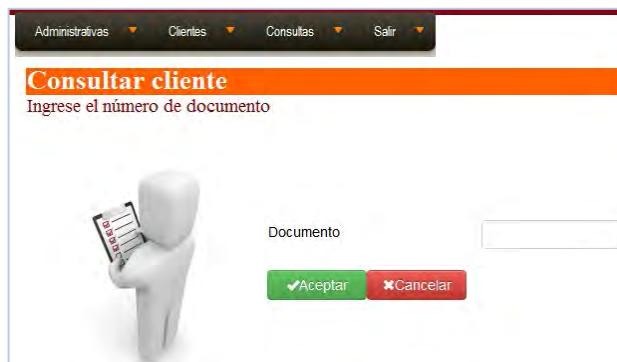 Administrativas Clientes Consultas Salir
Consultar cliente
Ingrese el número de documento
Documento
Aceptar Cancelar